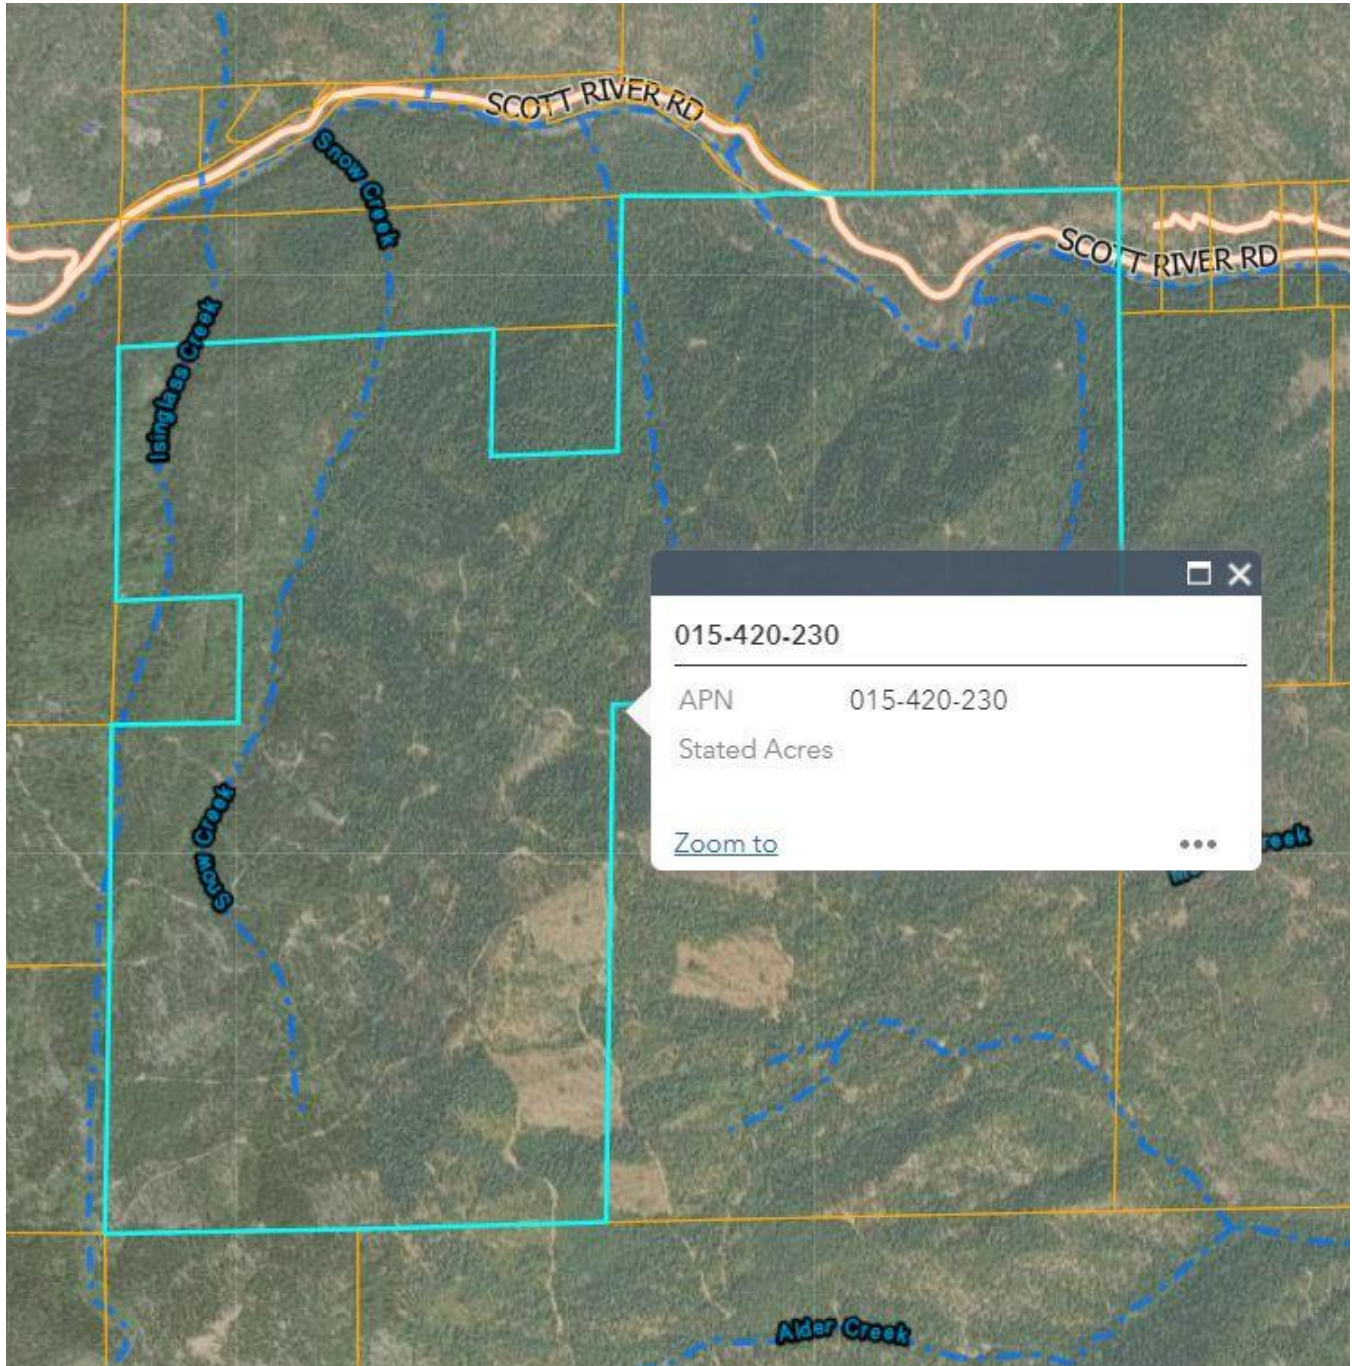 SCOTT RIVER RD
Snow Creek
SCOTT RIVER RD
Isinglass Creek
015-420-230
APN 015-420-230
Stated Acres
Zoom to
reek
Snow Creek
Alder Creek